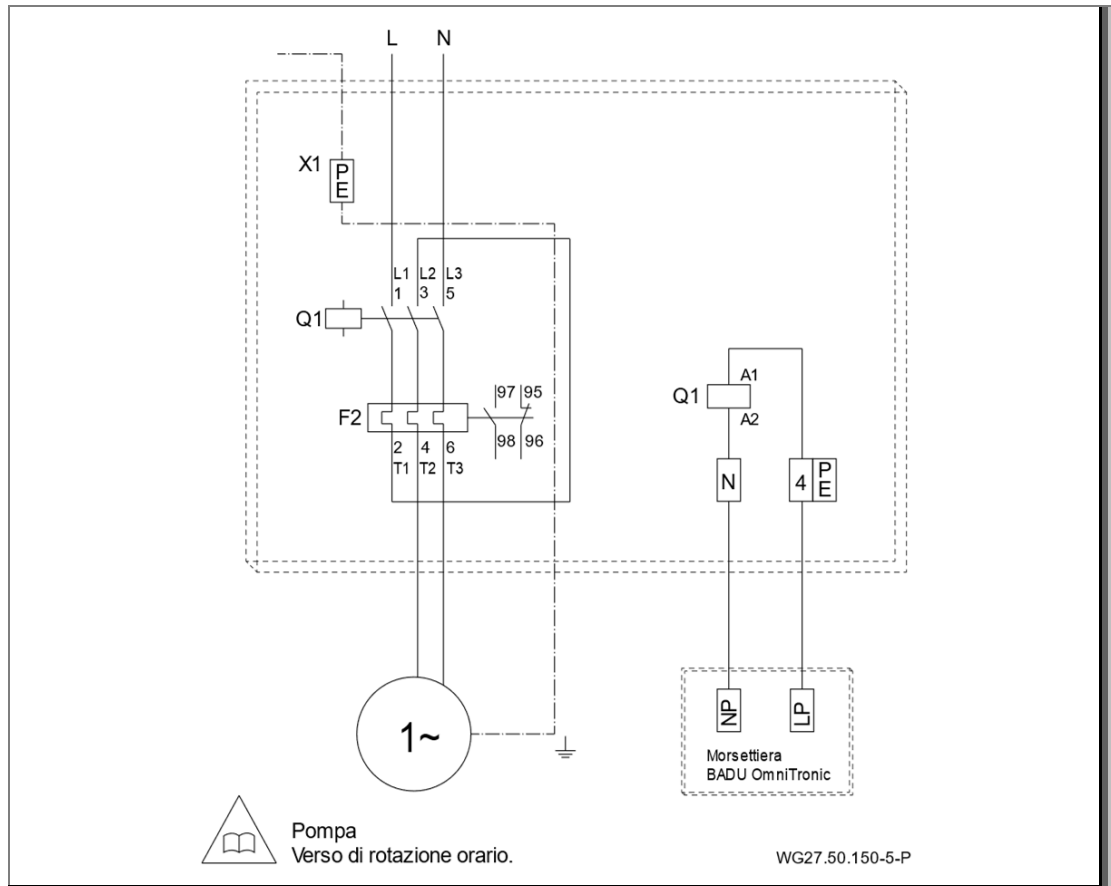 L N
X1
PE
L1 L2 L3
1 3 5
Q1
97 95
F2
98 96
2 4 6
T1 T2 T3
A1
Q1
A2
N
4 PE
1~
NP LP
Morsettiera
BADU OmniTronic
Pompa
Verso di rotazione orario.
WG27.50.150-5-P